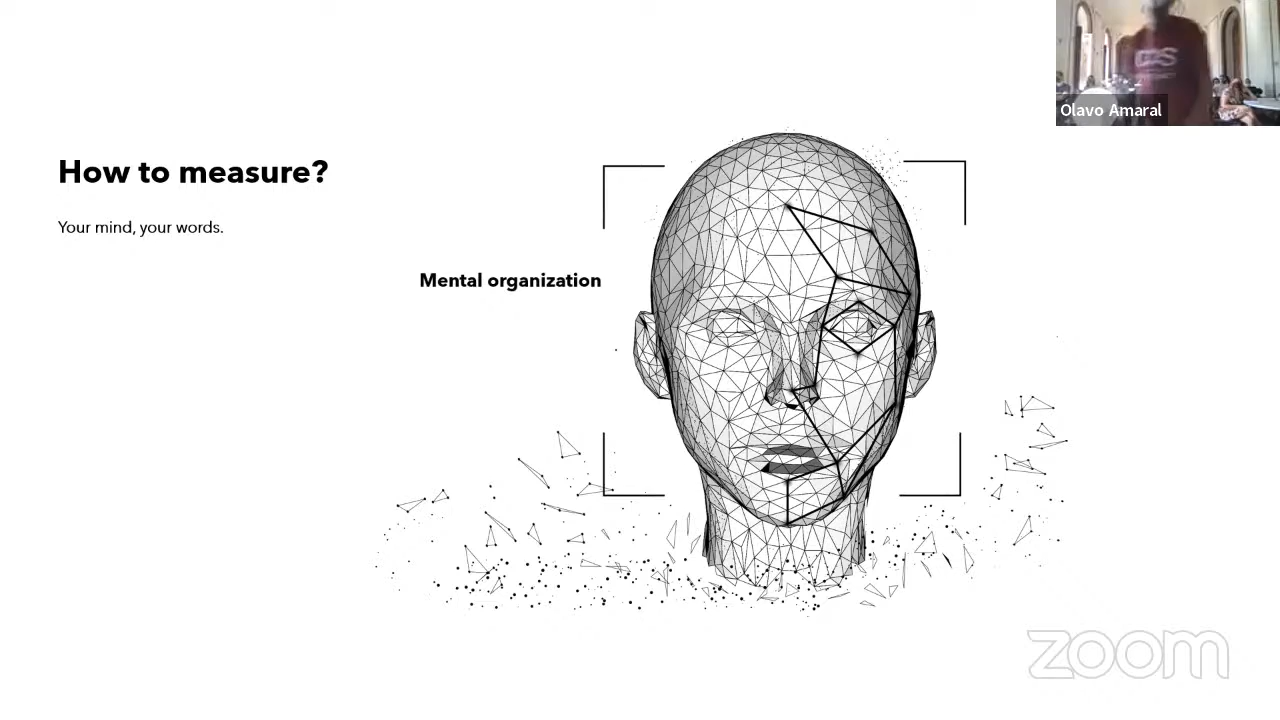 How to measure?
Your mind, your words.
Mental organization
Olavo Amaral
zoom